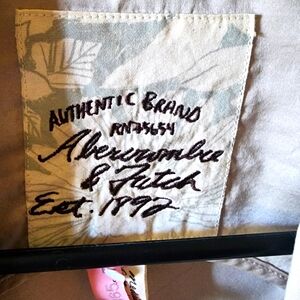 AUTHENTIC BRAND
RN75654
Abercrombie
& Fitch
Est. 1892